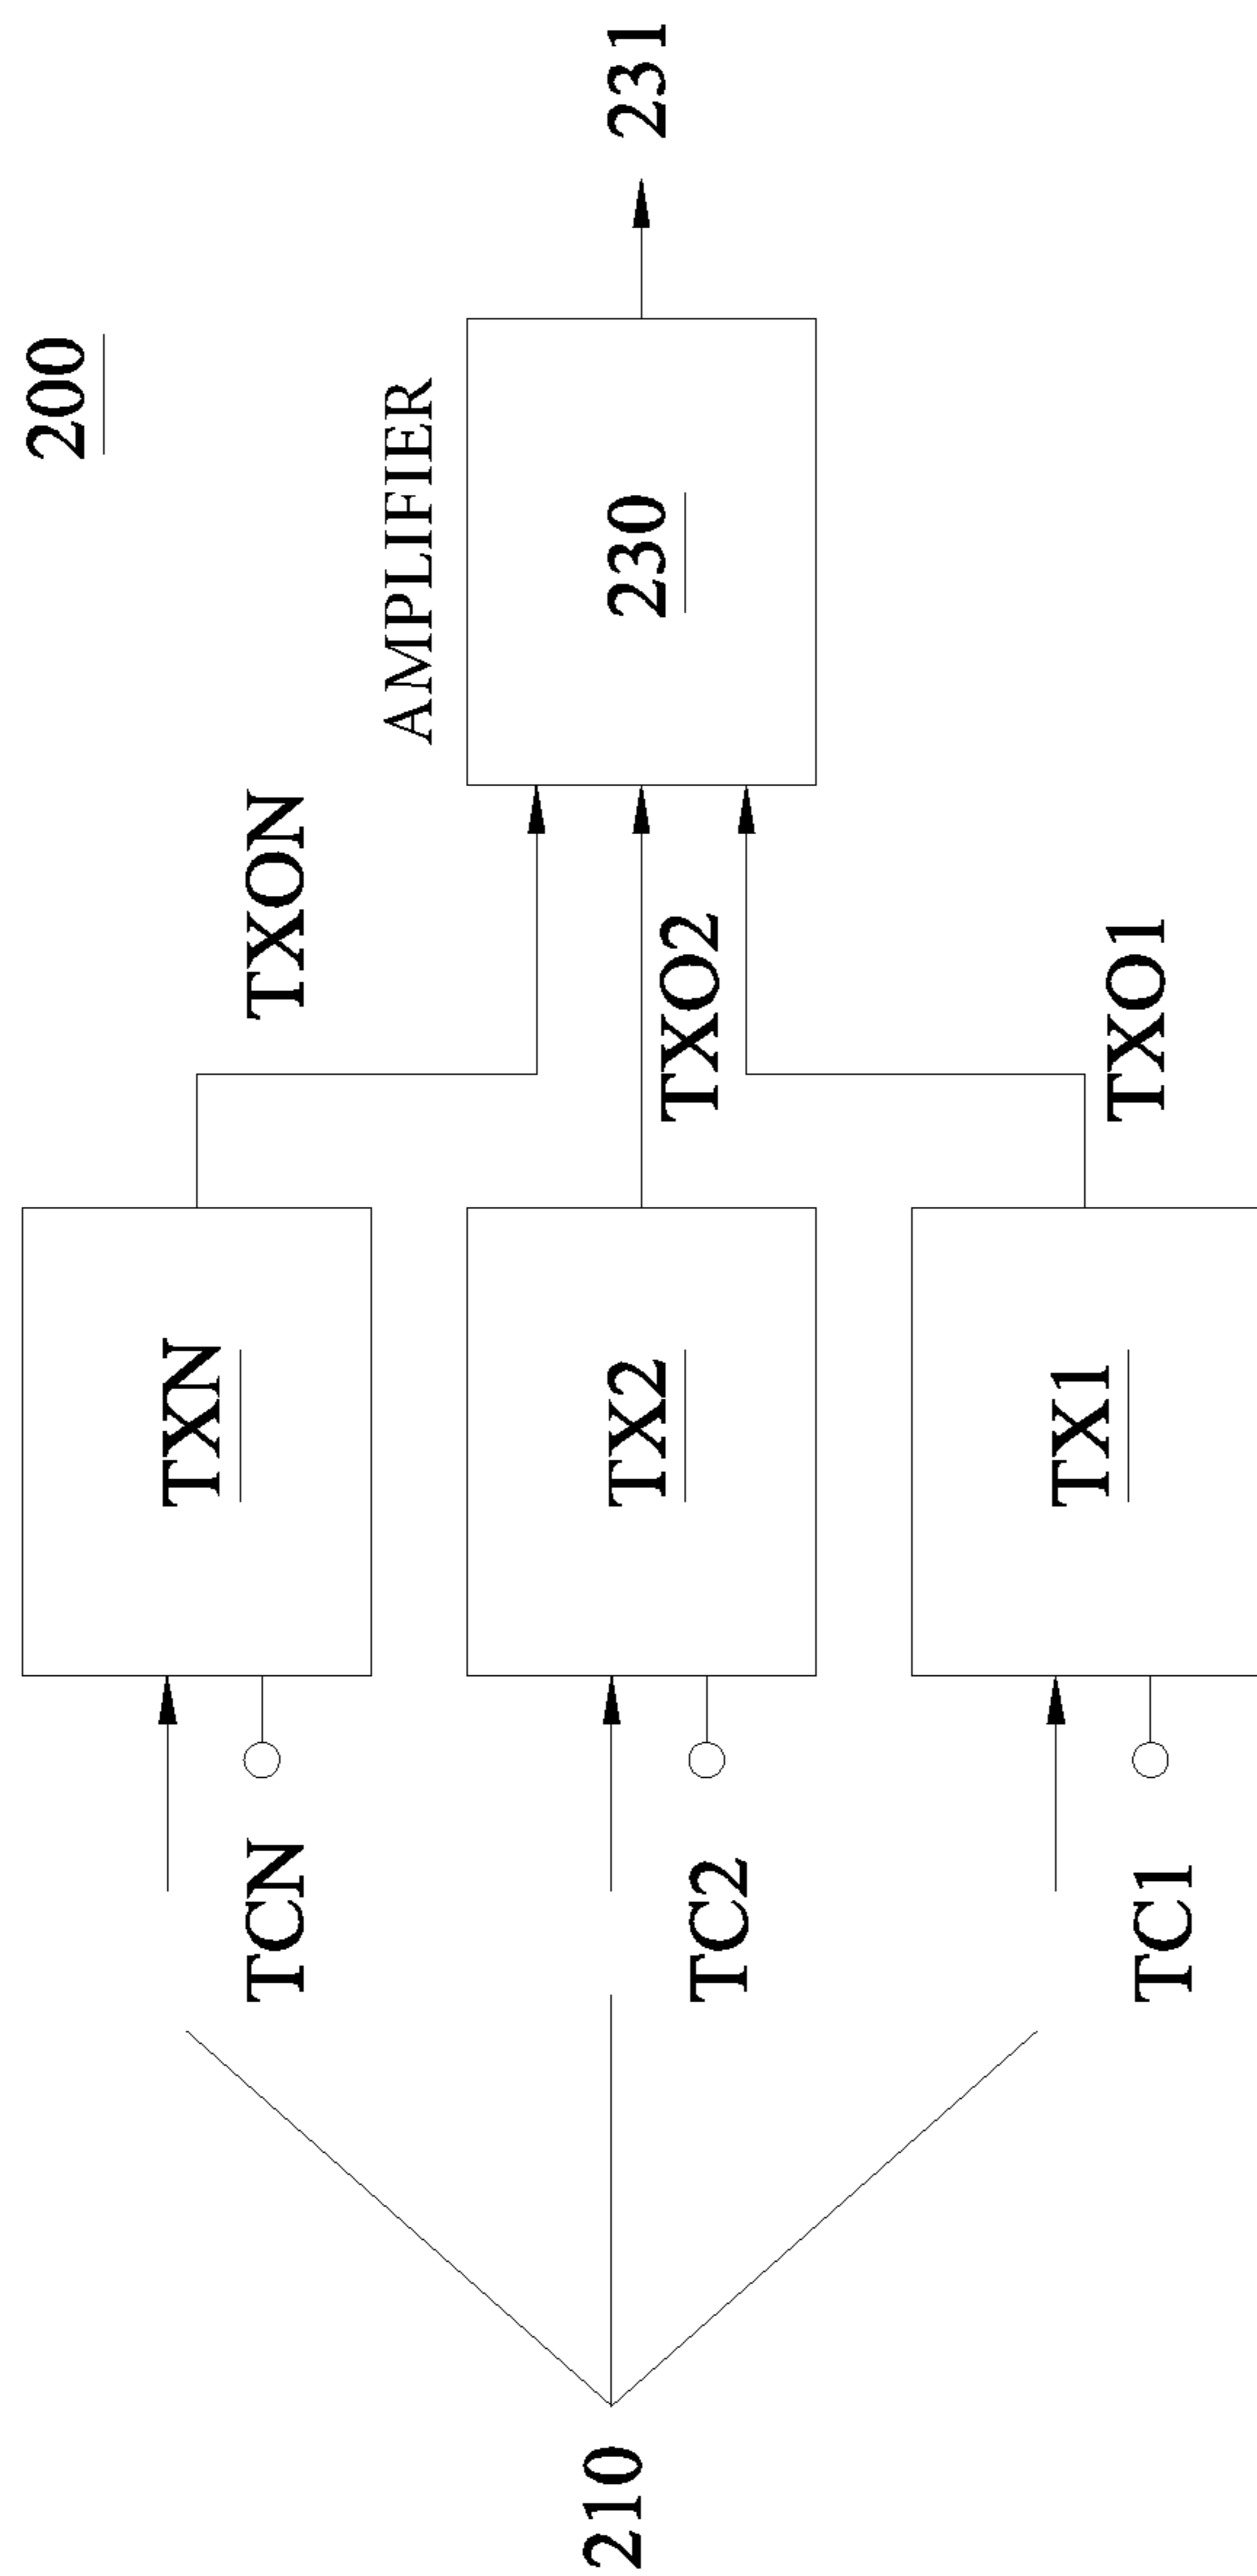 200
AMPLIFIER
230
231
TXON
TXO2
TXO1
TXN
TX2
TX1
TCN
TC2
TC1
210